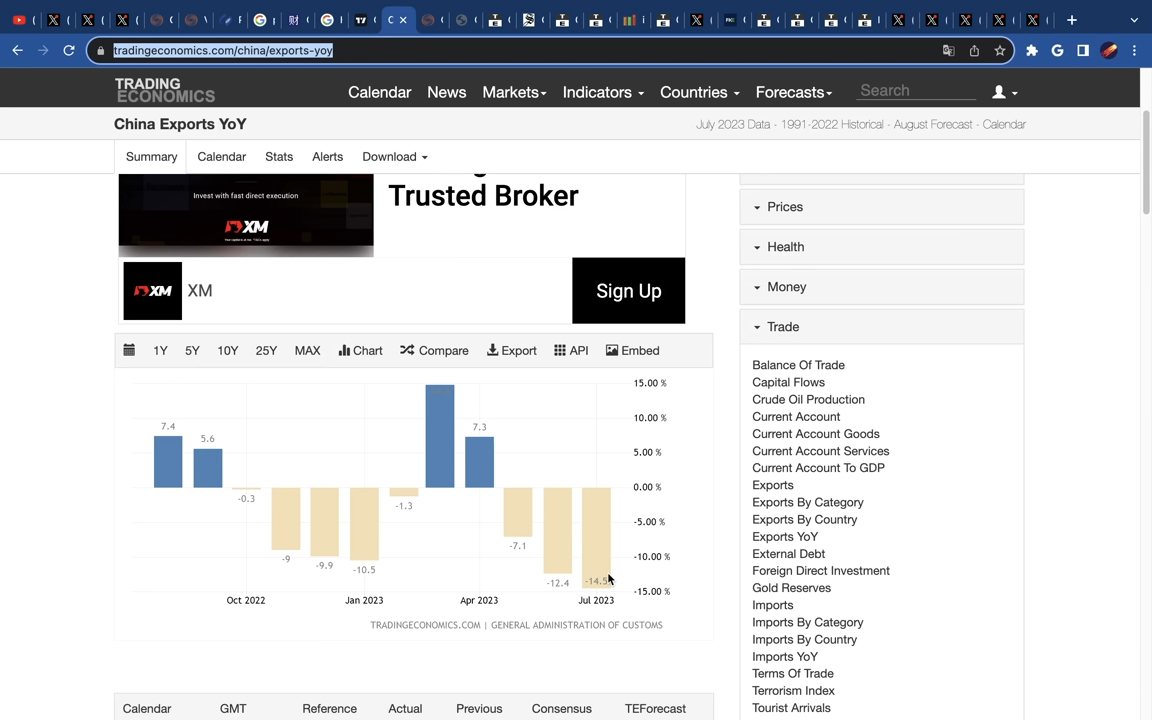 tradingeconomics.com/china/exports-yoy
TRADING
ECONOMICS
Calendar News Markets Indicators Countries Forecasts Search
China Exports YoY
July 2023 Data - 1991-2022 Historical - August Forecast - Calendar
Summary Calendar Stats Alerts Download
Invest with fast direct execution
XM
Trusted Broker
XM
XM
Sign Up
1Y 5Y 10Y 25Y MAX Chart Compare Export API Embed
15.00 %
10.00 %
5.00 %
0.00 %
-5.00 %
-10.00 %
-15.00 %
7.4
5.6
-0.3
-9
-9.9
-10.5
-1.3
7.3
-7.1
-12.4
-14.5
Oct 2022
Jan 2023
Apr 2023
Jul 2023
TRADINGECONOMICS.COM | GENERAL ADMINISTRATION OF CUSTOMS
Calendar GMT Reference Actual Previous Consensus TEForecast
Prices
Health
Money
Trade
Balance Of Trade
Capital Flows
Crude Oil Production
Current Account
Current Account Goods
Current Account Services
Current Account To GDP
Exports
Exports By Category
Exports By Country
Exports YoY
External Debt
Foreign Direct Investment
Gold Reserves
Imports
Imports By Category
Imports By Country
Imports YoY
Terms Of Trade
Terrorism Index
Tourist Arrivals